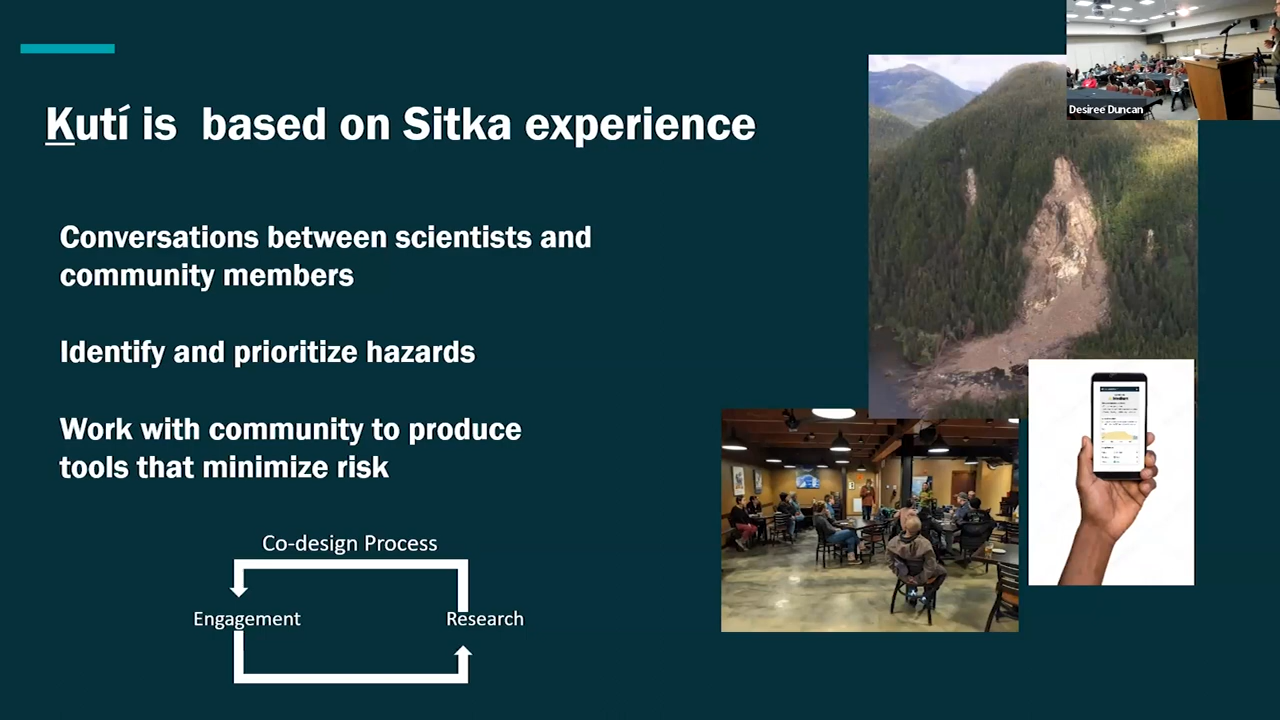 Desiree Duncan
K̲utí is based on Sitka experience
Conversations between scientists and
community members
Identify and prioritize hazards
Work with community to produce
tools that minimize risk
Co-design Process
Engagement
Research